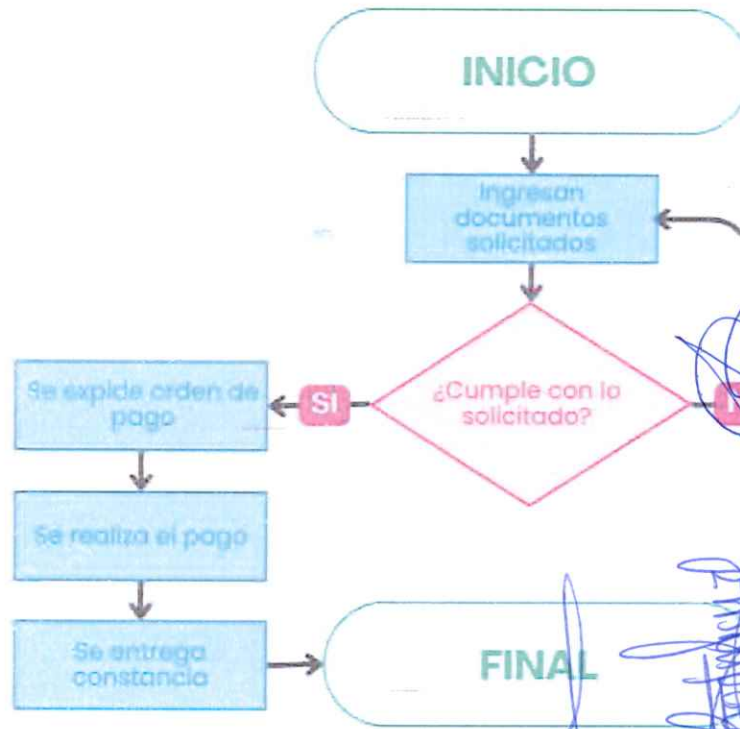 INICIO
Ingresan
documentos
solicitados
¿Cumple con lo
solicitado?
SI
Se expide orden de
pago
Se realiza el pago
Se entrega
constancia
FINAL